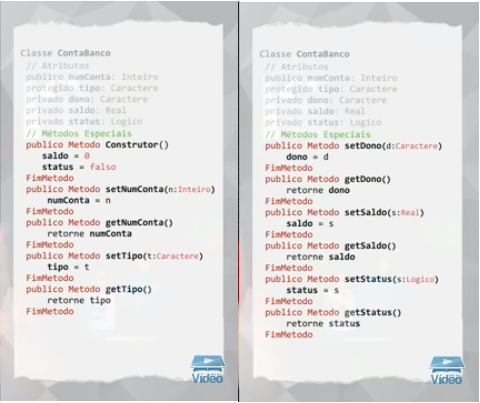 Classe ContaBanco
// Atributos
publico numConta: Inteiro
protegido tipo: Caractere
privado dono: Caractere
privado saldo: Real
privado status: Logico
// Métodos Especiais
publico Metodo Construtor()
saldo = 0
status = falso
FimMetodo
publico Metodo setNumConta(n:Inteiro)
numConta = n
FimMetodo
publico Metodo getNumConta()
retorne numConta
FimMetodo
publico Metodo setTipo(t:Caractere)
tipo = t
FimMetodo
publico Metodo getTipo()
retorne tipo
FimMetodo
Video
Classe ContaBanco
// Atributos
publico numConta: Inteiro
protegido tipo: Caractere
privado dono: Caractere
privado saldo: Real
privado status: Logico
// Métodos Especiais
publico Metodo setDono(d:Caractere)
dono = d
FimMetodo
publico Metodo getDono()
retorne dono
FimMetodo
publico Metodo setSaldo(s:Real)
saldo = s
FimMetodo
publico Metodo getSaldo()
retorne saldo
FimMetodo
publico Metodo setStatus(s:Logico)
status = s
FimMetodo
publico Metodo getStatus()
retorne status
FimMetodo
Video